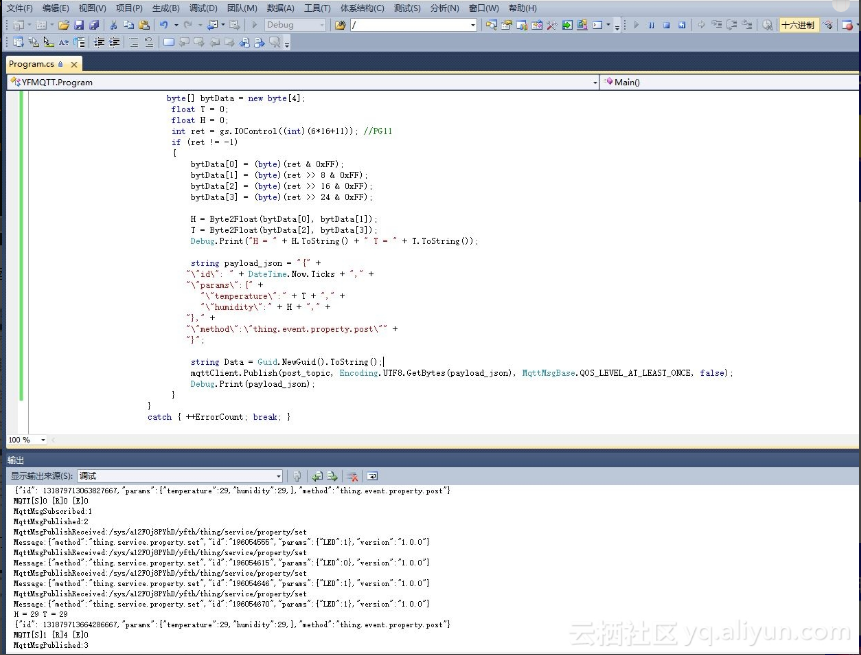 文件(F) 编辑(E) 视图(V) 项目(P) 生成(B) 调试(D) 团队(M) 数据(A) 工具(T) 体系结构(C) 测试(S) 分析(N) 窗口(W) 帮助(H)
Debug / 十六进制
Program.cs
YFMQTT.Program Main()
byte[] bytData = new byte[4];
float T = 0;
float H = 0;
int ret = gs.IOControl((int)(6*16+11)); //PG11
if (ret != -1)
{
bytData[0] = (byte)(ret & 0xFF);
bytData[1] = (byte)(ret >> 8 & 0xFF);
bytData[2] = (byte)(ret >> 16 & 0xFF);
bytData[3] = (byte)(ret >> 24 & 0xFF);
H = Byte2Float(bytData[0], bytData[1]);
T = Byte2Float(bytData[2], bytData[3]);
Debug.Print("H = " + H.ToString() + " T = " + T.ToString());
string payload_json = "{" +
"\"id\": " + DateTime.Now.Ticks + "," +
"\"params\":{" +
"\"temperature\":" + T + "," +
"\"humidity\":" + H + "," +
"}," +
"\"method\":\"thing.event.property.post\"" +
"}";
string Data = Guid.NewGuid().ToString();
mqttClient.Publish(post_topic, Encoding.UTF8.GetBytes(payload_json), MqttMsgBase.QOS_LEVEL_AT_LEAST_ONCE, false);
Debug.Print(payload_json);
}
}
catch { ++ErrorCount; break; }
100 %
输出
显示输出来源(S): 调试
{"id": 131879713063827667,"params":{"temperature":29,"humidity":29,},"method":"thing.event.property.post"}
MQTT[S]0 [R]0 [E]0
MqttMsgSubscribed:1
MqttMsgPublished:2
MqttMsgPublishReceived:/sys/a12FOj8PYhD/yfth/thing/service/property/set
Message:{"method":"thing.service.property.set","id":"196054555","params":{"LED":1},"version":"1.0.0"}
MqttMsgPublishReceived:/sys/a12FOj8PYhD/yfth/thing/service/property/set
Message:{"method":"thing.service.property.set","id":"196054615","params":{"LED":0},"version":"1.0.0"}
MqttMsgPublishReceived:/sys/a12FOj8PYhD/yfth/thing/service/property/set
Message:{"method":"thing.service.property.set","id":"196054646","params":{"LED":1},"version":"1.0.0"}
MqttMsgPublishReceived:/sys/a12FOj8PYhD/yfth/thing/service/property/set
Message:{"method":"thing.service.property.set","id":"196054670","params":{"LED":1},"version":"1.0.0"}
H = 29 T = 29
{"id": 131879713664286667,"params":{"temperature":29,"humidity":29,},"method":"thing.event.property.post"}
MQTT[S]1 [R]4 [E]0
MqttMsgPublished:3
云栖社区 yq.aliyun.com